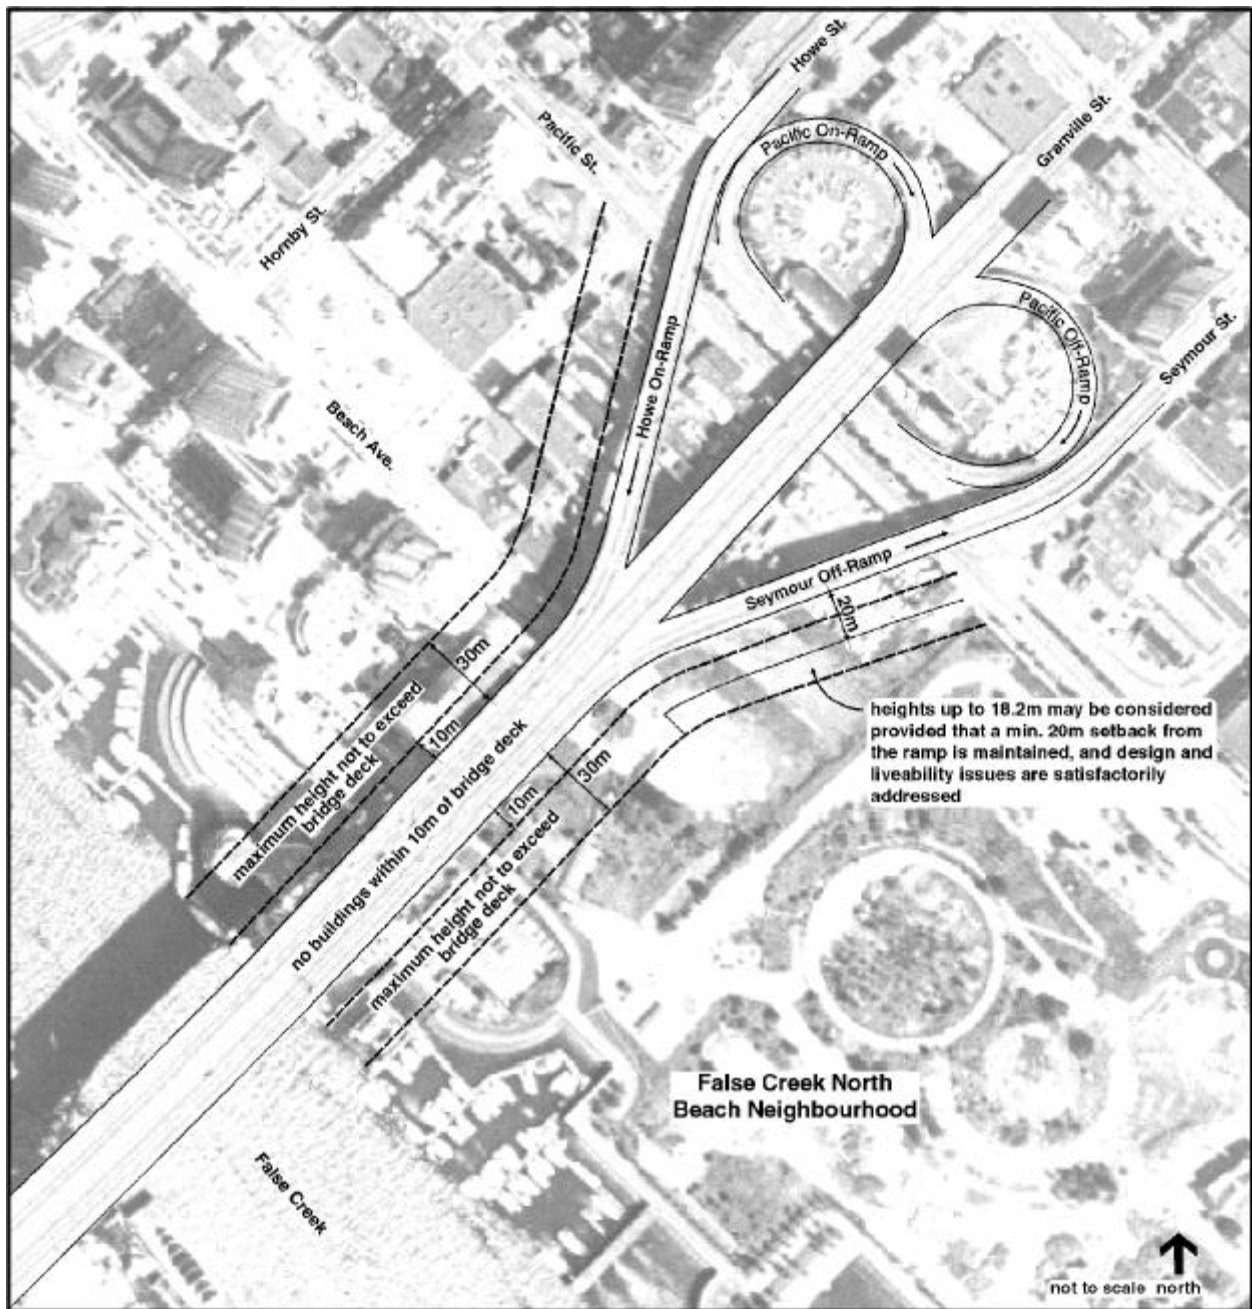 Howe St.
Granville St.
Pacific St.
Pacific On-Ramp
Hornby St.
Pacific Off-Ramp
Seymour St.
Howe On-Ramp
Beach Ave.
Seymour Off-Ramp
20m
30m
10m
maximum height not to exceed
bridge deck
heights up to 18.2m may be considered
provided that a min. 20m setback from
the ramp is maintained, and design and
liveability issues are satisfactorily
addressed
no buildings within 10m of bridge deck
30m
10m
maximum height not to exceed
bridge deck
False Creek North
Beach Neighbourhood
False Creek
not to scale north